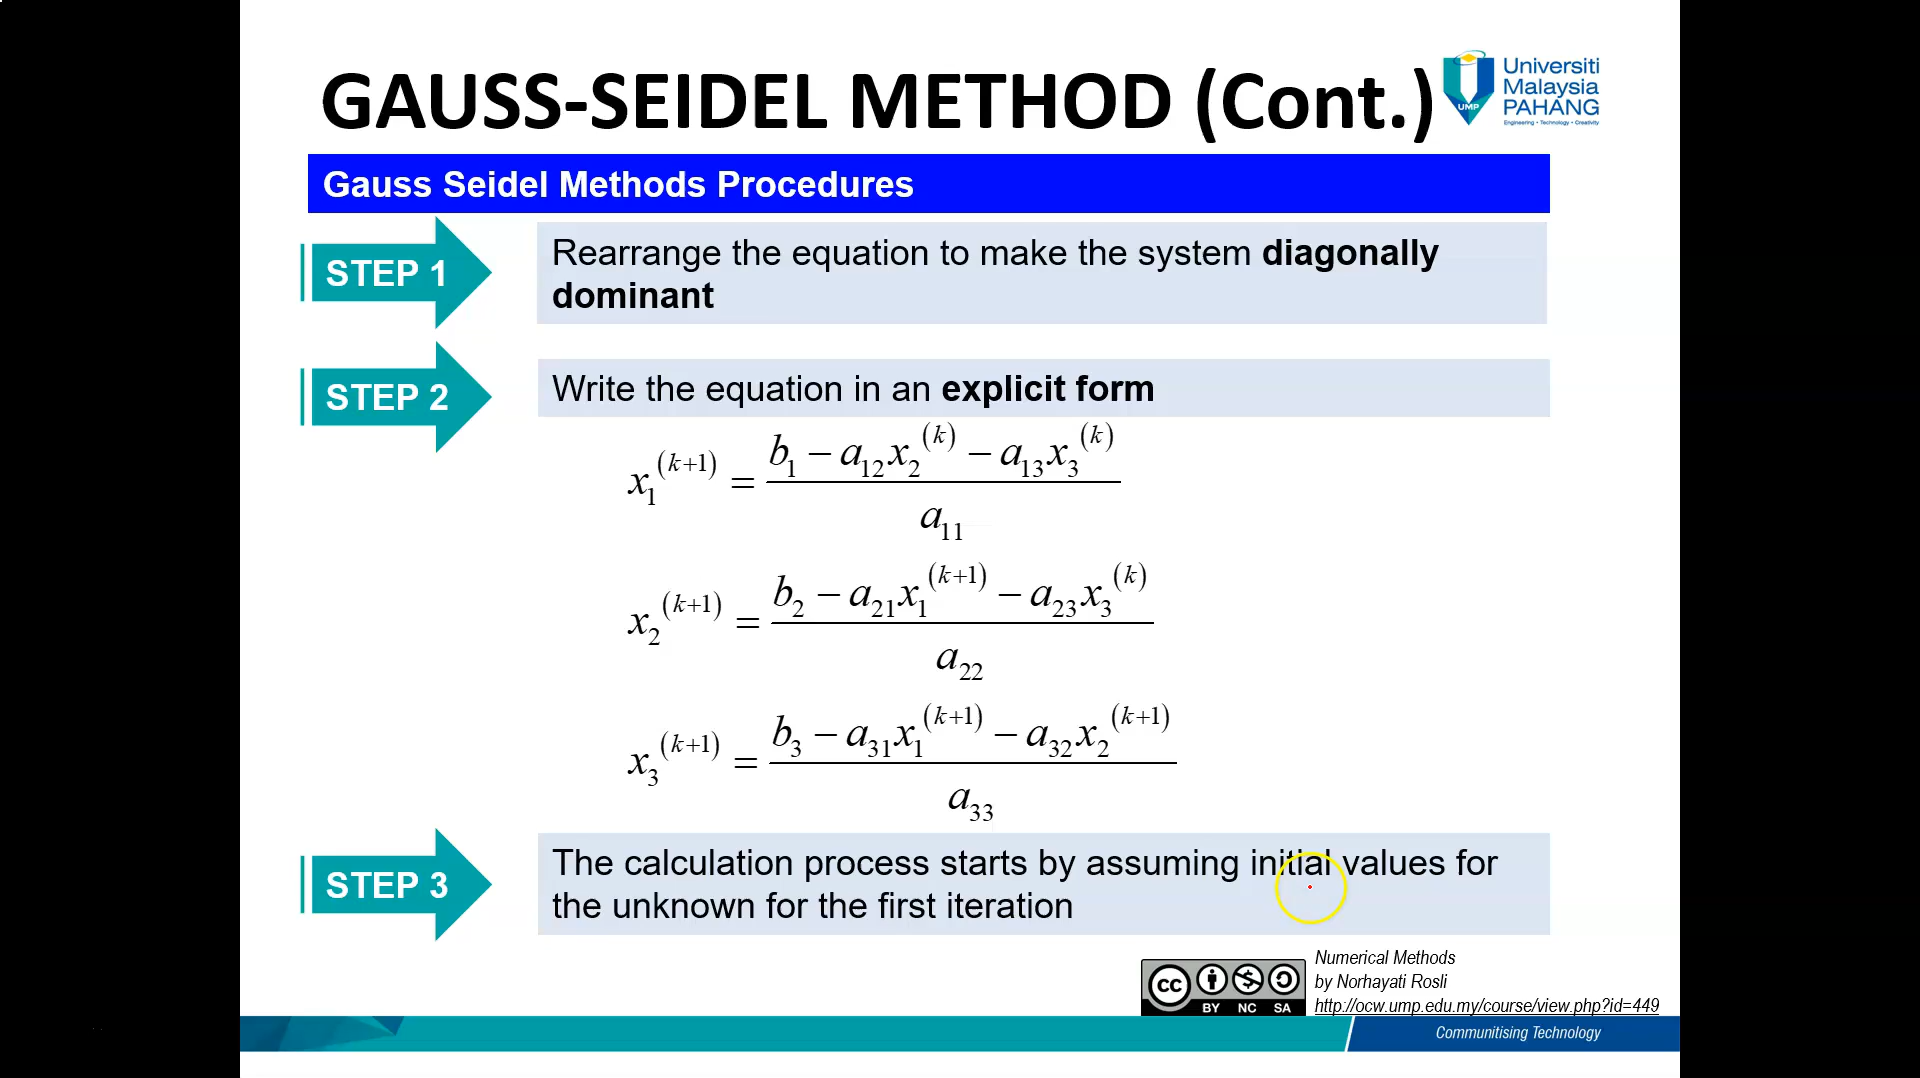 GAUSS-SEIDEL METHOD (Cont.)
UMP
Universiti
Malaysia
PAHANG
Engineering • Technology • Creativity
Gauss Seidel Methods Procedures
STEP 1
Rearrange the equation to make the system diagonally
dominant
STEP 2
Write the equation in an explicit form
x₁^(k+1) = (b₁ − a₁₂x₂^(k) − a₁₃x₃^(k)) / a₁₁
x₂^(k+1) = (b₂ − a₂₁x₁^(k+1) − a₂₃x₃^(k)) / a₂₂
x₃^(k+1) = (b₃ − a₃₁x₁^(k+1) − a₃₂x₂^(k+1)) / a₃₃
STEP 3
The calculation process starts by assuming initial values for
the unknown for the first iteration
cc
BY NC SA
Numerical Methods
by Norhayati Rosli
http://ocw.ump.edu.my/course/view.php?id=449
Communitising Technology